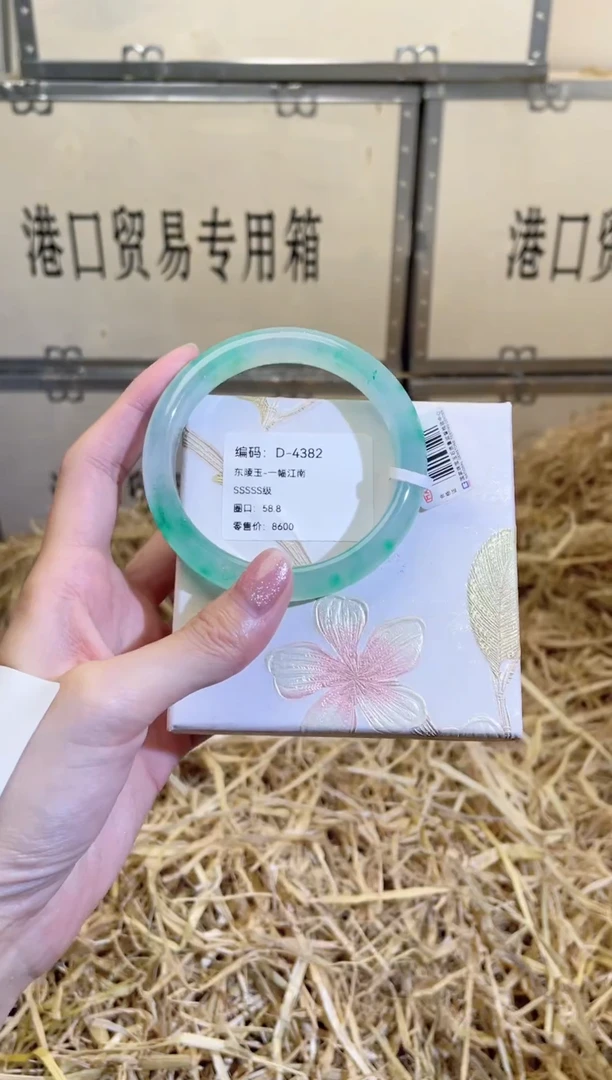 港口贸易专用箱
港口贸
编码：D-4382
东陵玉-一幅江南
SSSSS级
圈口：58.8
零售价：8600